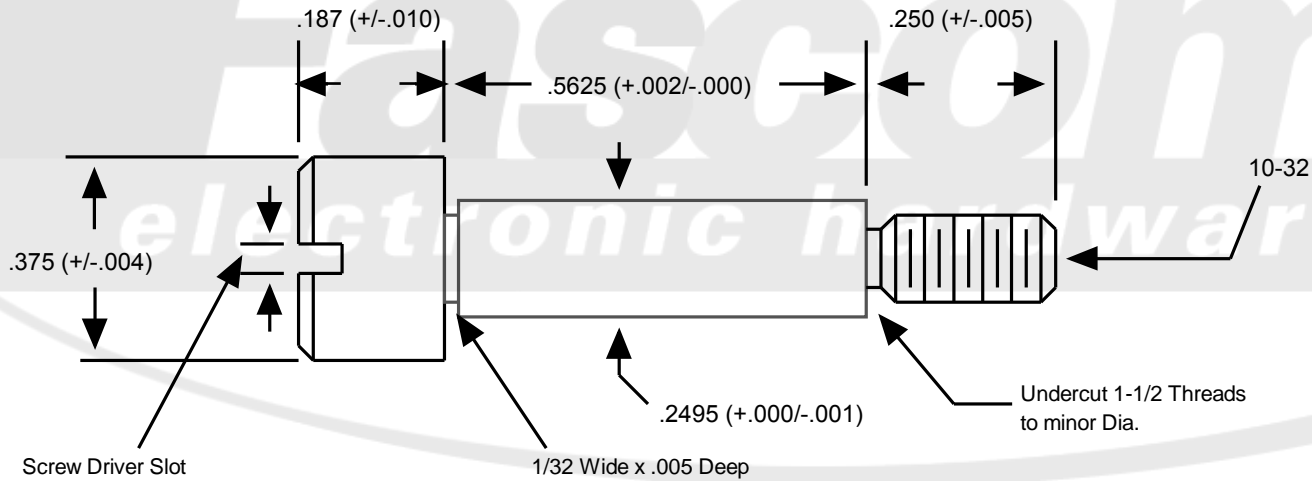 .187 (+/-.010)
.250 (+/-.005)
.5625 (+.002/-.000)
10-32
.375 (+/-.004)
.2495 (+.000/-.001)
Undercut 1-1/2 Threads
to minor Dia.
Screw Driver Slot
1/32 Wide x .005 Deep
Fascom
electronic hardwar